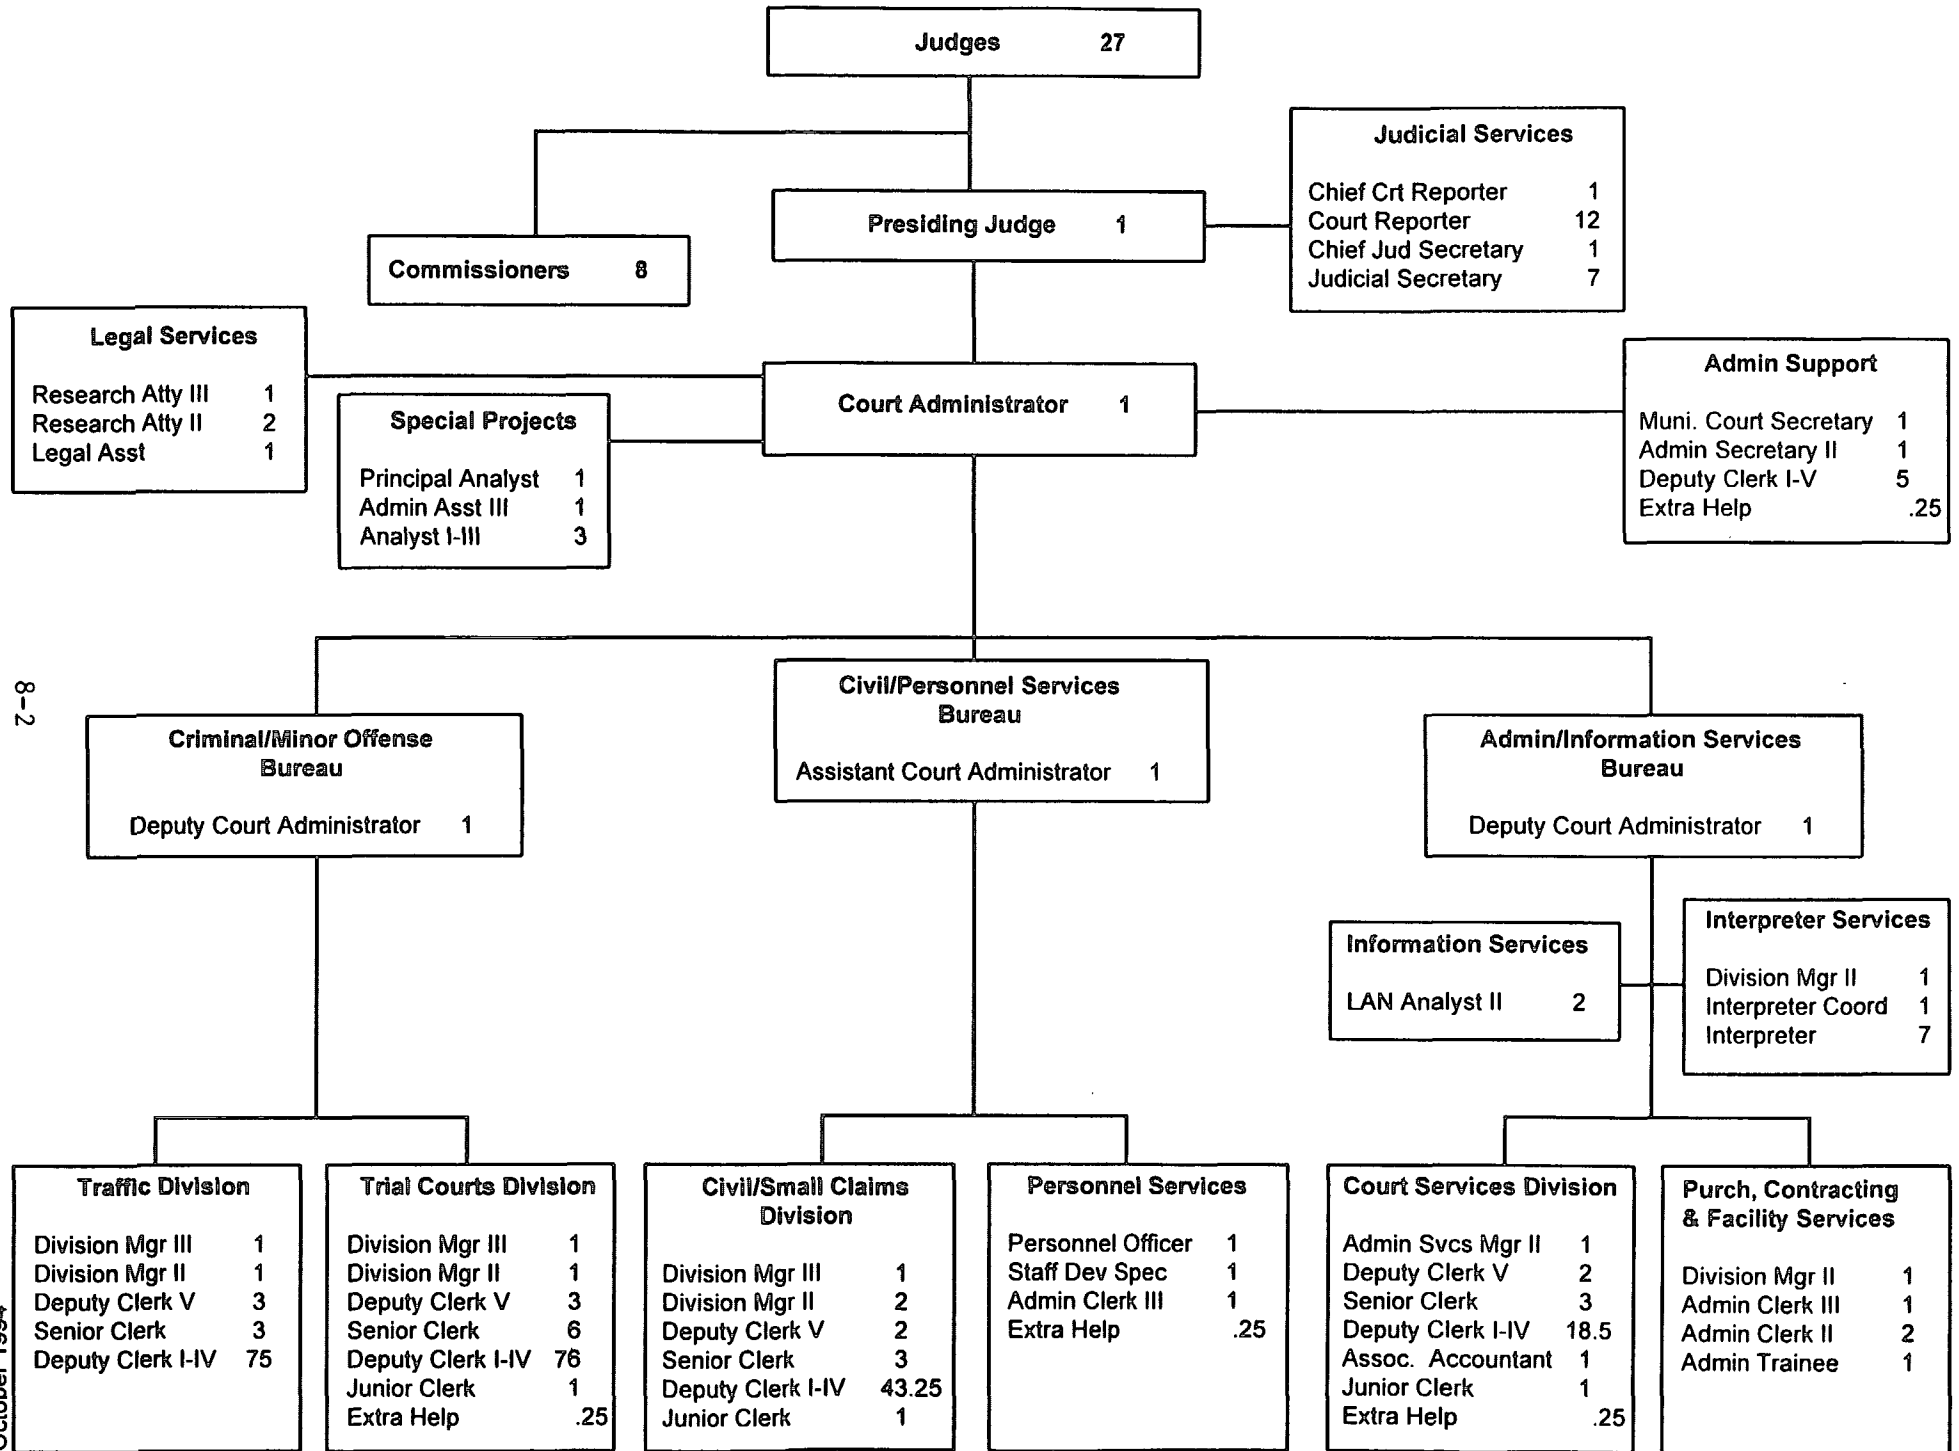 Judges 27
Judicial Services
Chief Crt Reporter 1
Court Reporter 12
Chief Jud Secretary 1
Judicial Secretary 7
Presiding Judge 1
Commissioners 8
Legal Services
Research Atty III 1
Research Atty II 2
Legal Asst 1
Special Projects
Principal Analyst 1
Admin Asst III 1
Analyst I-III 3
Court Administrator 1
Admin Support
Muni. Court Secretary 1
Admin Secretary II 1
Deputy Clerk I-V 5
Extra Help .25
8-2
Criminal/Minor Offense
Bureau
Deputy Court Administrator 1
Civil/Personnel Services
Bureau
Assistant Court Administrator 1
Admin/Information Services
Bureau
Deputy Court Administrator 1
Information Services
LAN Analyst II 2
Interpreter Services
Division Mgr II 1
Interpreter Coord 1
Interpreter 7
Traffic Division
Division Mgr III 1
Division Mgr II 1
Deputy Clerk V 3
Senior Clerk 3
Deputy Clerk I-IV 75
Trial Courts Division
Division Mgr III 1
Division Mgr II 1
Deputy Clerk V 3
Senior Clerk 6
Deputy Clerk I-IV 76
Junior Clerk 1
Extra Help .25
Civil/Small Claims
Division
Division Mgr III 1
Division Mgr II 2
Deputy Clerk V 2
Senior Clerk 3
Deputy Clerk I-IV 43.25
Junior Clerk 1
Personnel Services
Personnel Officer 1
Staff Dev Spec 1
Admin Clerk III 1
Extra Help .25
Court Services Division
Admin Svcs Mgr II 1
Deputy Clerk V 2
Senior Clerk 3
Deputy Clerk I-IV 18.5
Assoc. Accountant 1
Junior Clerk 1
Extra Help .25
Purch, Contracting
& Facility Services
Division Mgr II 1
Admin Clerk III 1
Admin Clerk II 2
Admin Trainee 1
October 1994